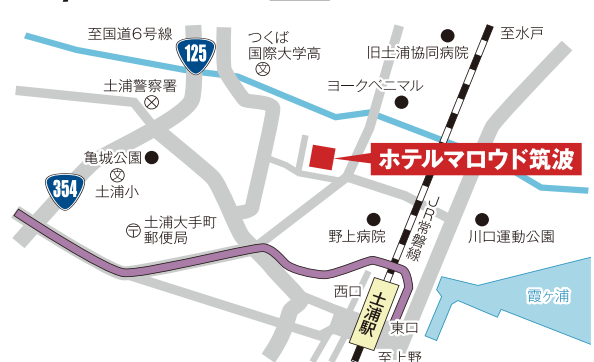 至国道6号線
125
つくば
国際大学高
文
旧土浦協同病院
至水戸
土浦警察署
ヨークベニマル
亀城公園
文
土浦小
354
ホテルマロウド筑波
〒
土浦大手町
郵便局
野上病院
JR常磐線
川口運動公園
西口
土浦駅
東口
霞ヶ浦
至上野